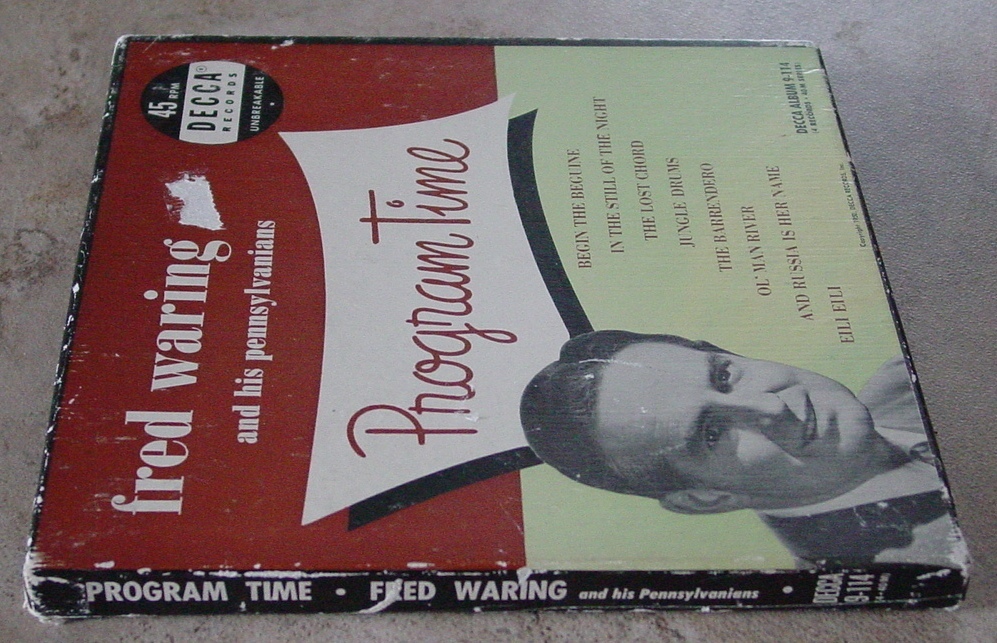 45 RPM
DECCA®
RECORDS
UNBREAKABLE
fred waring
and his pennsylvanians
Program Time
BEGIN THE BEGUINE
IN THE STILL OF THE NIGHT
THE LOST CHORD
JUNGLE DRUMS
THE BARRENDERO
OL' MAN RIVER
AND RUSSIA IS HER NAME
EILI EILI
DECCA ALBUM 9-114
PROGRAM TIME • FRED WARING and his Pennsylvanians • DECCA
9-114